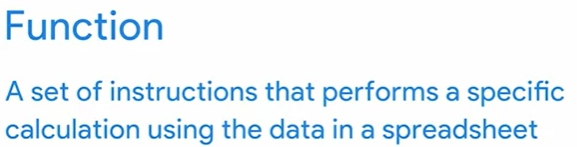 Function
A set of instructions that performs a specific
calculation using the data in a spreadsheet